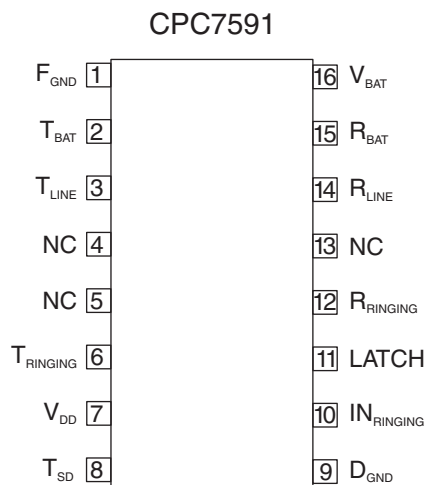 CPC7591
F_GND 1 16 V_BAT
T_BAT 2 15 R_BAT
T_LINE 3 14 R_LINE
NC 4 13 NC
NC 5 12 R_RINGING
T_RINGING 6 11 LATCH
V_DD 7 10 IN_RINGING
T_SD 8 9 D_GND